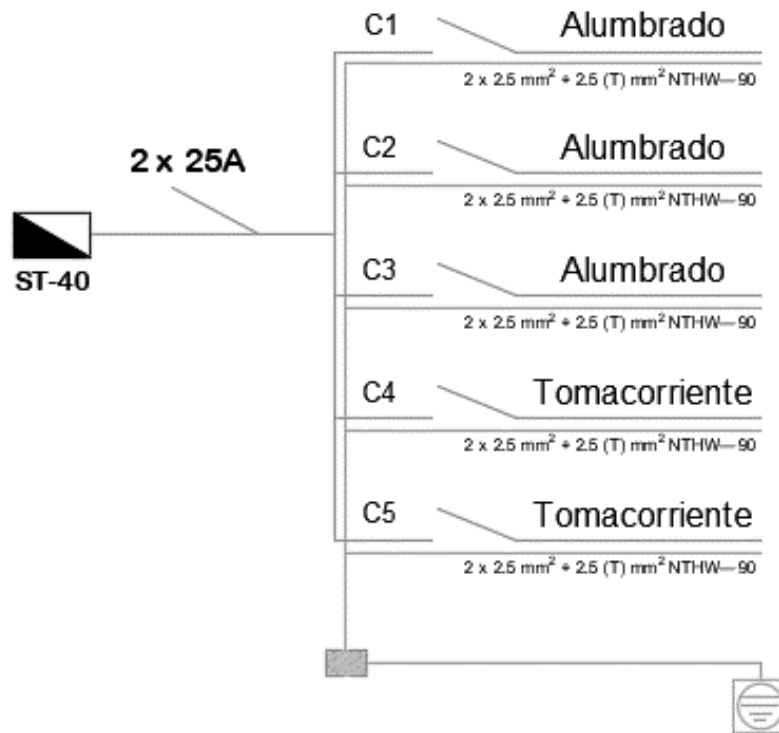 C1 Alumbrado
2 x 2.5 mm² + 2.5 (T) mm² NTHW—90
C2 Alumbrado
2 x 2.5 mm² + 2.5 (T) mm² NTHW—90
2 x 25A
ST-40
C3 Alumbrado
2 x 2.5 mm² + 2.5 (T) mm² NTHW—90
C4 Tomacorriente
2 x 2.5 mm² + 2.5 (T) mm² NTHW—90
C5 Tomacorriente
2 x 2.5 mm² + 2.5 (T) mm² NTHW—90